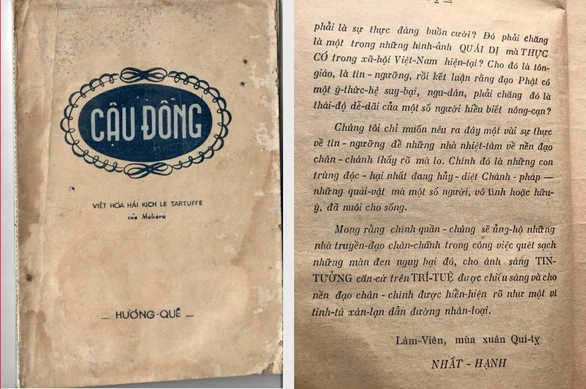 CẬU ĐỒNG
VIỆT HÓA HÀI KỊCH LE TARTUFFE
của Moliera
_ HƯƠNG-QUÊ _
— 2 —
phải là sự thực đáng buồn cười? Đó phải chăng
là một trong những hình-ảnh QUÁI DỊ mà THỰC
CÓ trong xã-hội Việt-Nam hiện-tại? Cho đó là tôn-
giáo, là tín-ngưỡng, rồi kết luận rằng đạo Phật có
một ý-thức-hệ suy-bại, ngu-dân, phải chăng đó là
thái-độ dễ-dãi của một số người hiểu biết nông-cạn?
Chúng tôi chỉ muốn nêu ra đây một vài sự thực
về tín-ngưỡng để những nhà nhiệt-tâm về nền đạo
chân-chánh thấy rõ mà lo. Chính đó là những con
trùng độc-hại nhất đang hủy-diệt Chánh-pháp —
những quái-vật mà một số người, vô tình hoặc hữu-
ý, đã nuôi cho sống.
Mong rằng chính quần-chúng sẽ ủng-hộ những
nhà truyền-đạo chân-chánh trong công việc quét sạch
những màn đen nguy hại đó, cho ánh sáng TIN-
TƯỞNG căn-cứ trên TRÍ-TUỆ được chiếu sáng và cho
nền đạo chân-chính được hiển-hiện rõ như một vì
tinh-tú xán-lạn dẫn đường nhân-loại.
Lâm-Viên, mùa xuân Quí-tỵ
NHẤT-HẠNH